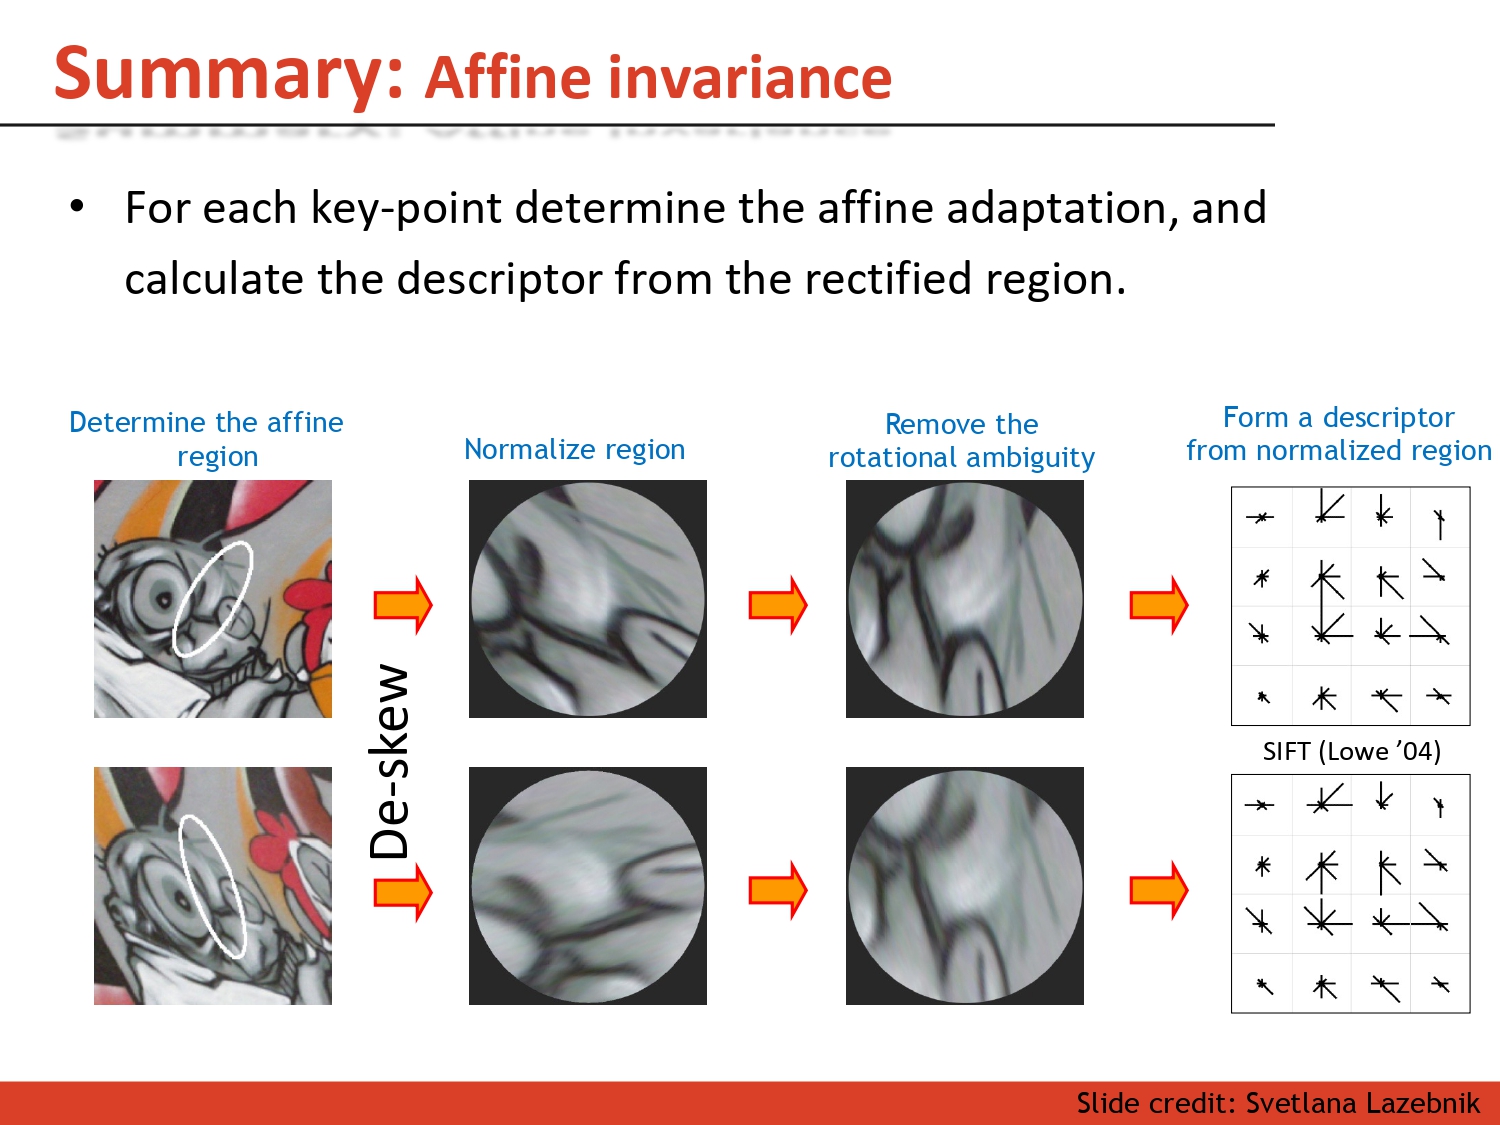 Summary: Affine invariance
• For each key-point determine the affine adaptation, and
calculate the descriptor from the rectified region.
Determine the affine
region
Normalize region
Remove the
rotational ambiguity
Form a descriptor
from normalized region
De-skew
SIFT (Lowe ’04)
Slide credit: Svetlana Lazebnik